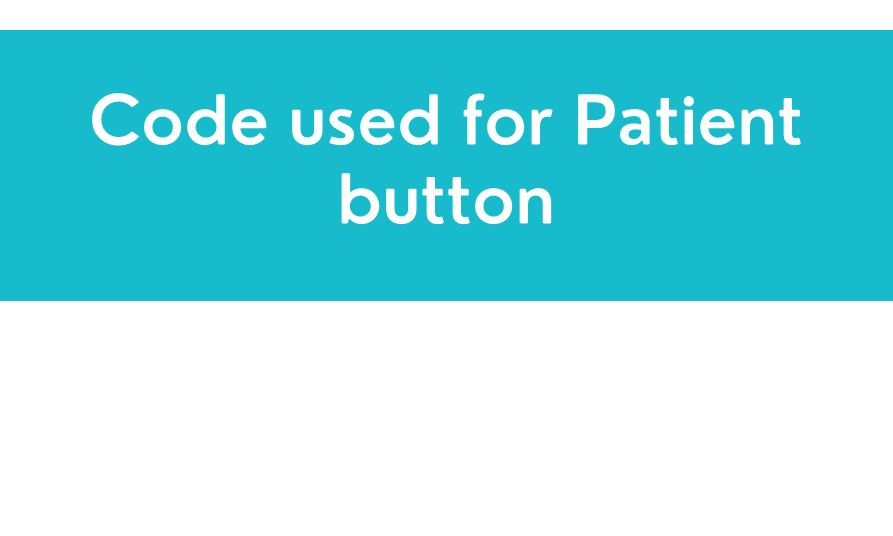 Code used for Patient
button